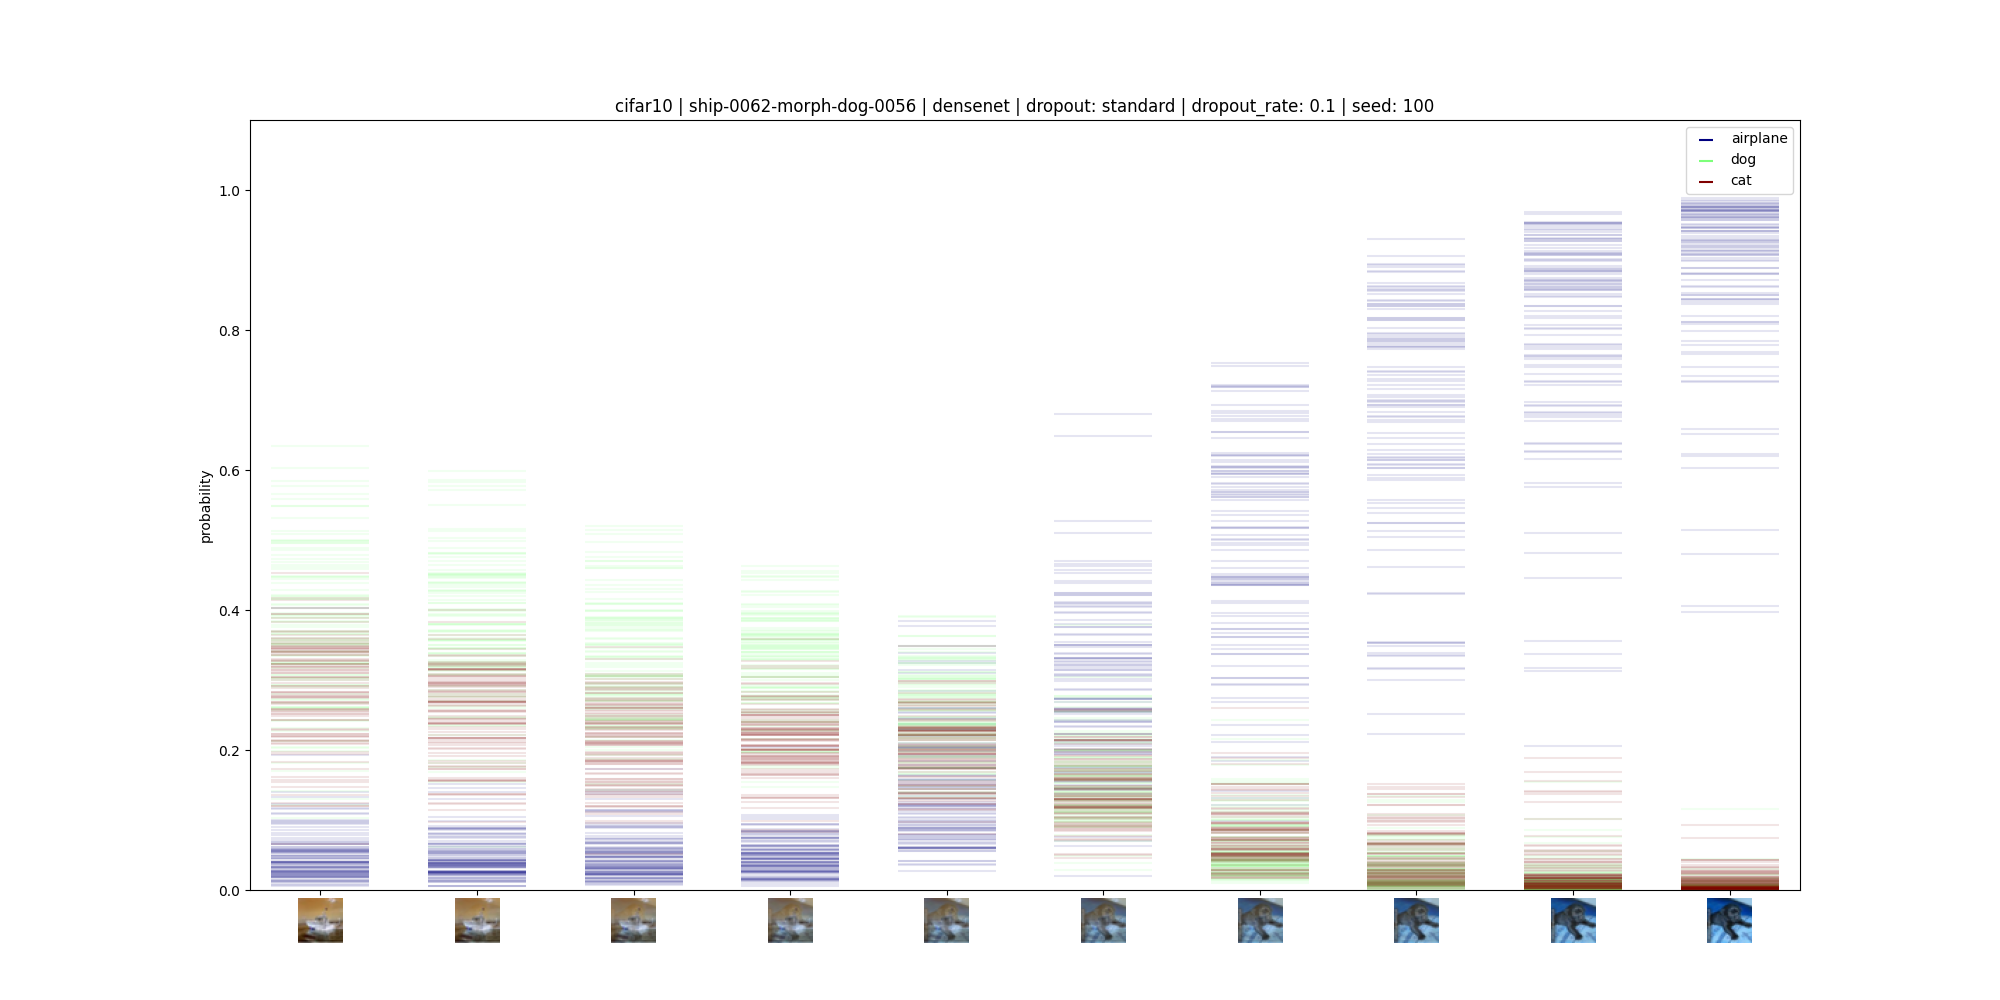 cifar10 | ship-0062-morph-dog-0056 | densenet | dropout: standard | dropout_rate: 0.1 | seed: 100
airplane
dog
cat
probability
1.0
0.8
0.6
0.4
0.2
0.0